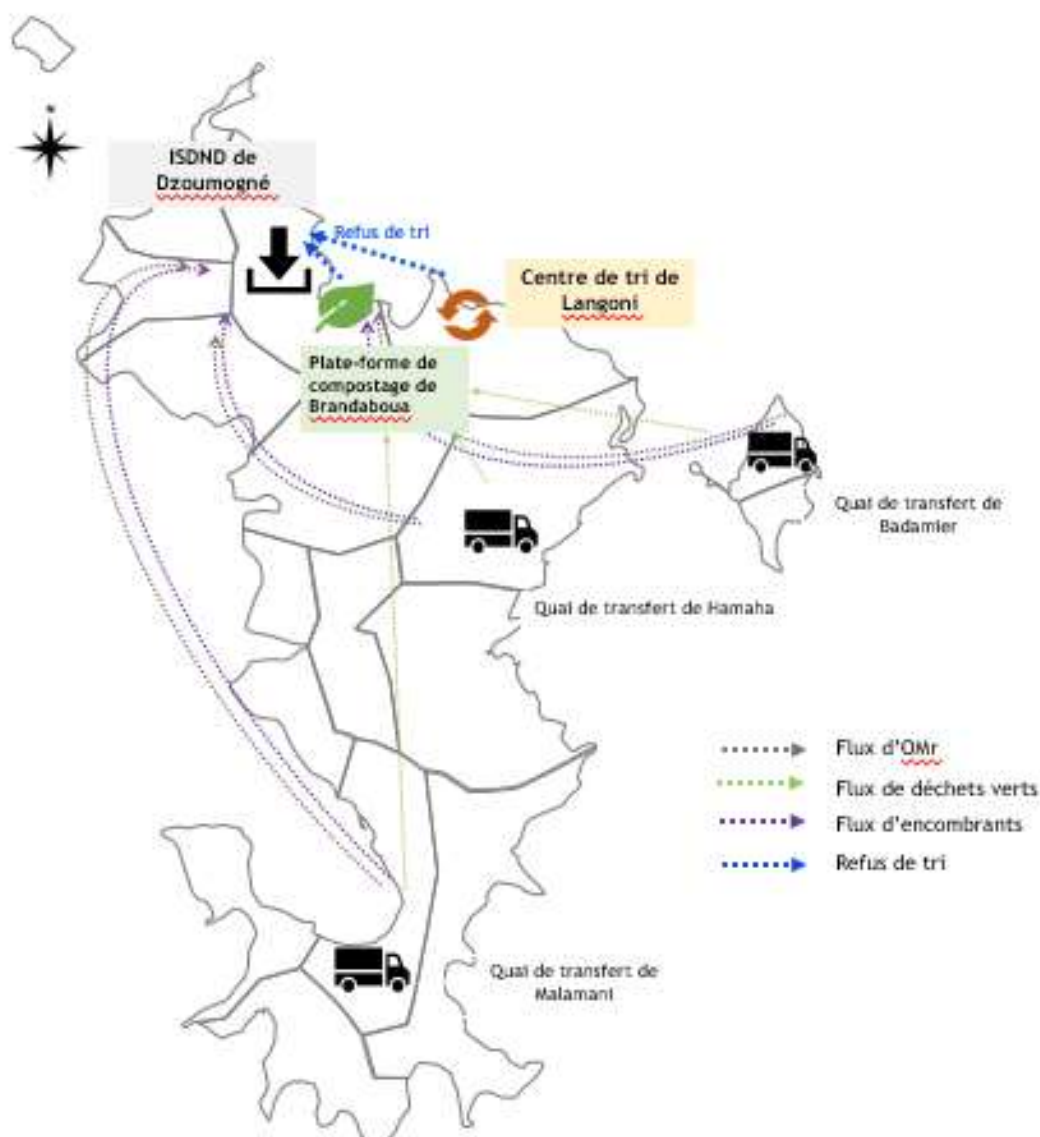 N
ISDND de
Dzoumogné
Refus de tri
Centre de tri de
Langoni
Plate-forme de
compostage de
Brandaboua
Quai de transfert de
Badamier
Quai de transfert de Hamaha
Flux d'OMr
Flux de déchets verts
Flux d'encombrants
Refus de tri
Quai de transfert de
Malamani